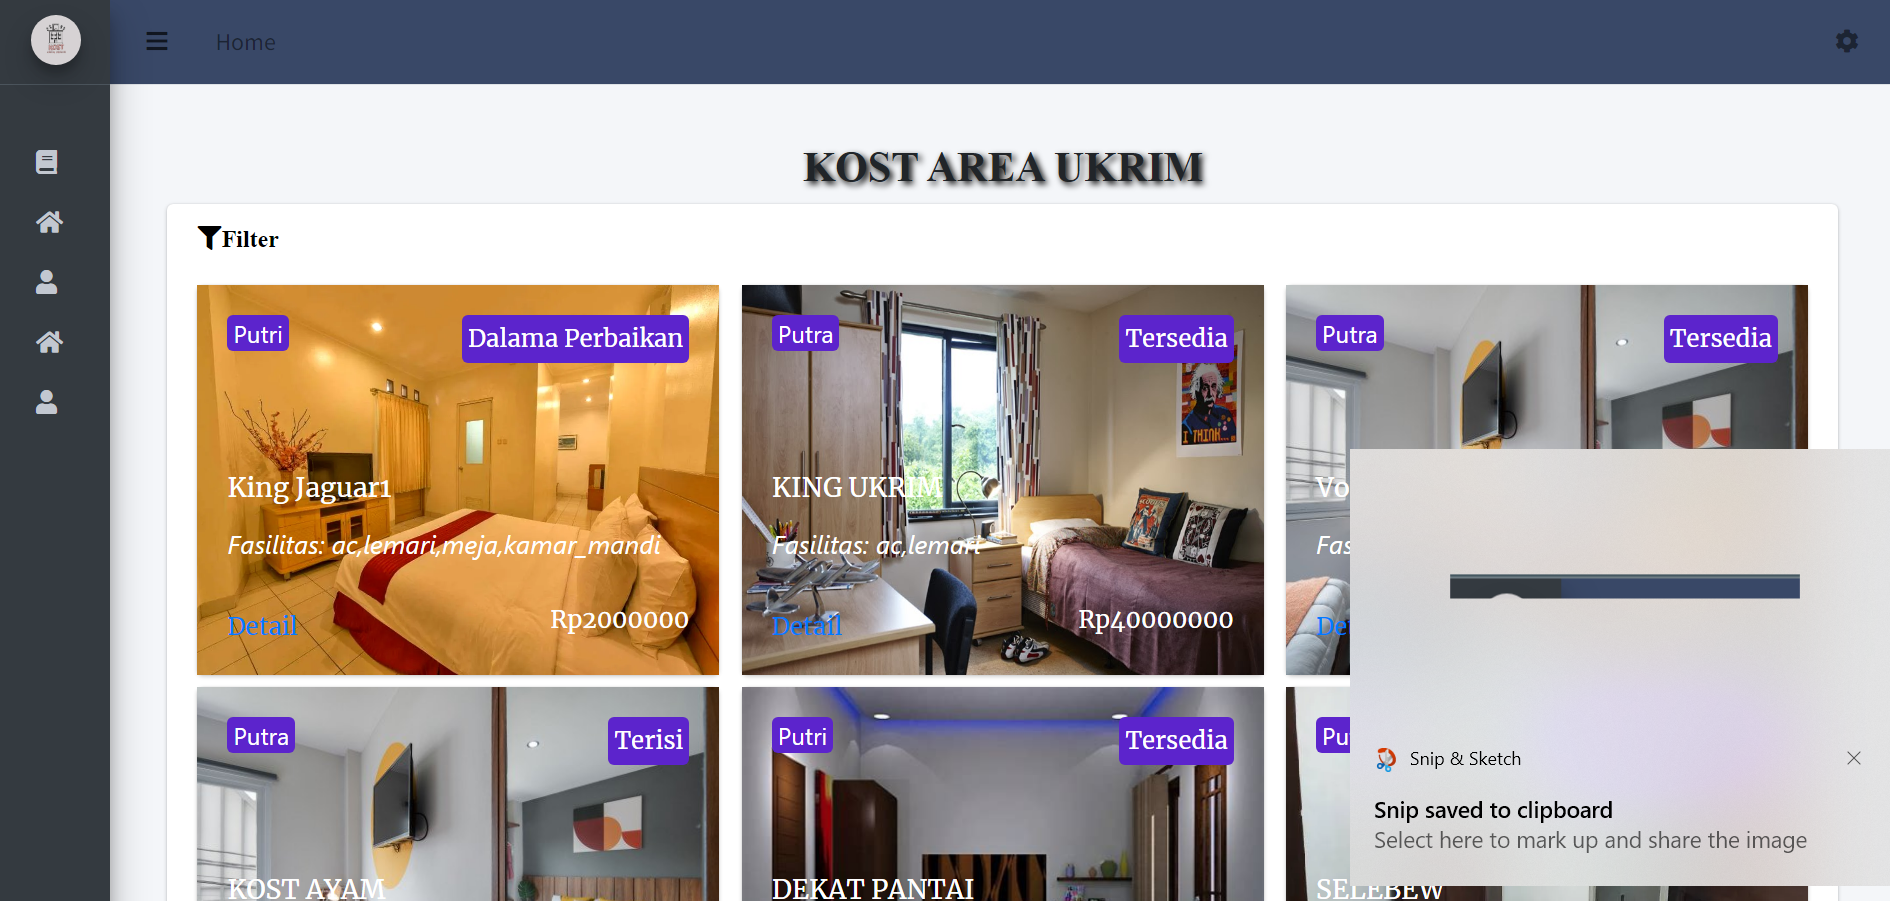 Home
KOST AREA UKRIM
Filter
Putri
Dalama Perbaikan
King Jaguar1
Fasilitas: ac,lemari,meja,kamar_mandi
Detail
Rp2000000
Putra
Tersedia
I THINK...
KING UKRIM
Fasilitas: ac,lemari
Detail
Rp40000000
Putra
Tersedia
Vo
Fas
De
Putra
Terisi
KOST AYAM
Putri
Tersedia
DEKAT PANTAI
Pu
SELEBEW
Snip & Sketch
Snip saved to clipboard
Select here to mark up and share the image